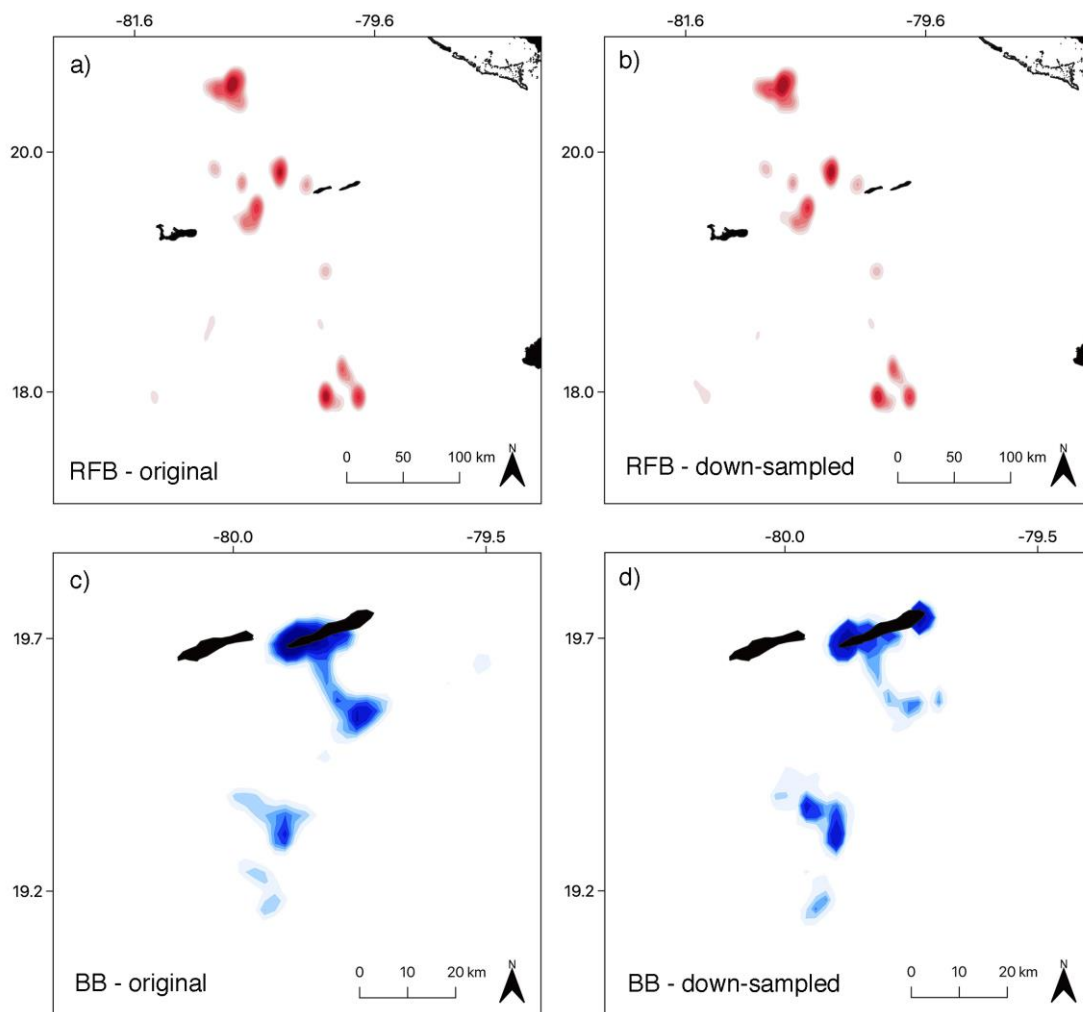 -81.6 -79.6 -81.6 -79.6
a) b)
20.0 20.0
18.0 18.0
N N
0 50 100 km 0 50 100 km
RFB - original RFB - down-sampled
-80.0 -79.5 -80.0 -79.5
c) d)
19.7 19.7
19.2 19.2
N N
0 10 20 km 0 10 20 km
BB - original BB - down-sampled